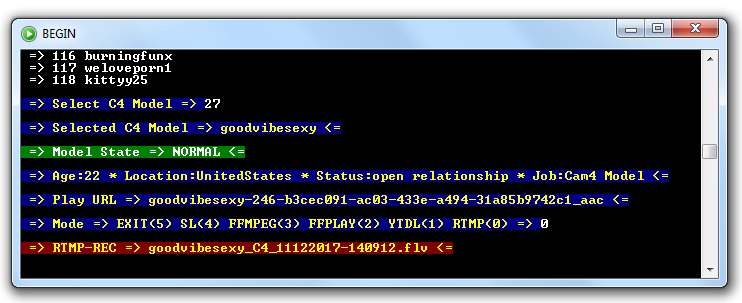 BEGIN
=> 116 burningfunx
=> 117 weloveporn1
=> 118 kittyy25
=> Select C4 Model => 27
=> Selected C4 Model => goodvibesexy <=
=> Model State => NORMAL <=
=> Age:22 * Location:UnitedStates * Status:open relationship * Job:Cam4 Model <=
=> Play URL => goodvibesexy-246-b3cec091-ac03-433e-a494-31a85b9742c1_aac <=
=> Mode => EXIT(5) SL(4) FFMPEG(3) FFPLAY(2) YTDL(1) RTMP(0) => 0
=> RTMP-REC => goodvibesexy_C4_11122017-140912.flv <=